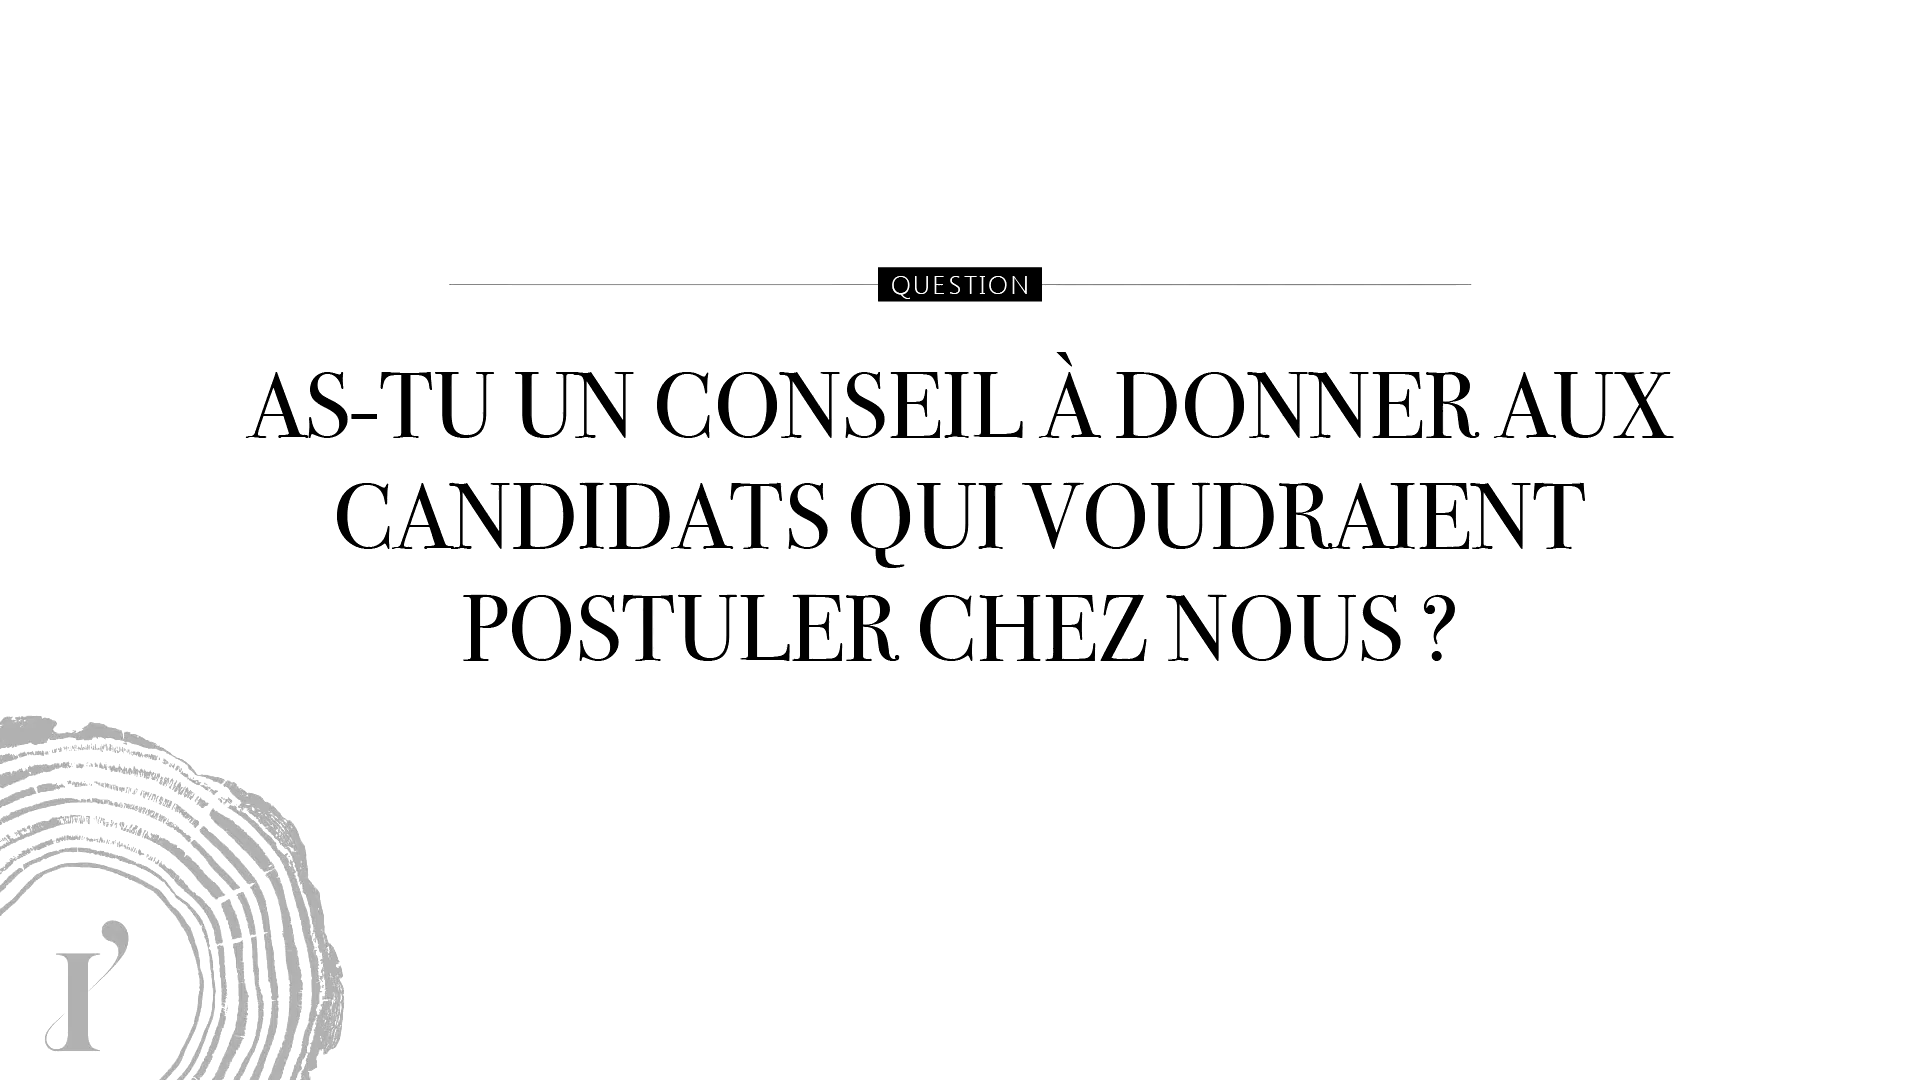 QUESTION
AS-TU UN CONSEIL À DONNER AUX
CANDIDATS QUI VOUDRAIENT
POSTULER CHEZ NOUS ?
I'